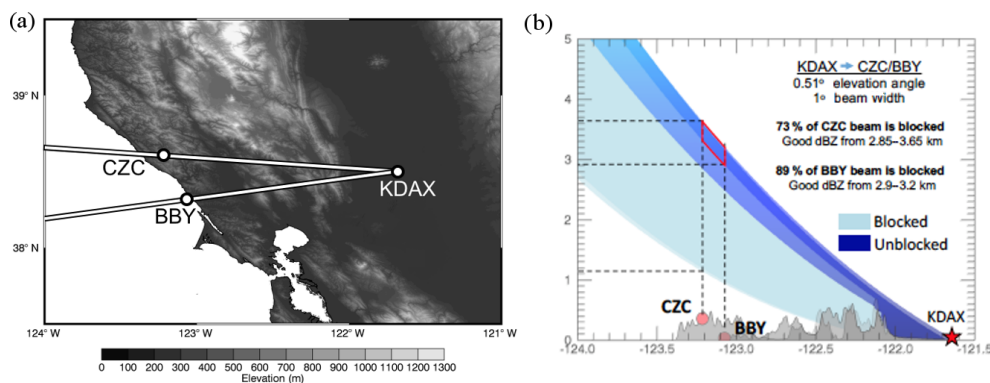 (a)
39° N
38° N
CZC
BBY
KDAX
124° W
123° W
122° W
121° W
0 100 200 300 400 500 600 700 800 900 1000 1100 1200 1300
Elevation (m)
(b)
5
4
3
2
1
0
KDAX → CZC/BBY
0.51° elevation angle
1° beam width
73 % of CZC beam is blocked
Good dBZ from 2.85–3.65 km
89 % of BBY beam is blocked
Good dBZ from 2.9–3.2 km
Blocked
Unblocked
CZC
BBY
KDAX
-124.0 -123.5 -123.0 -122.5 -122.0 -121.5